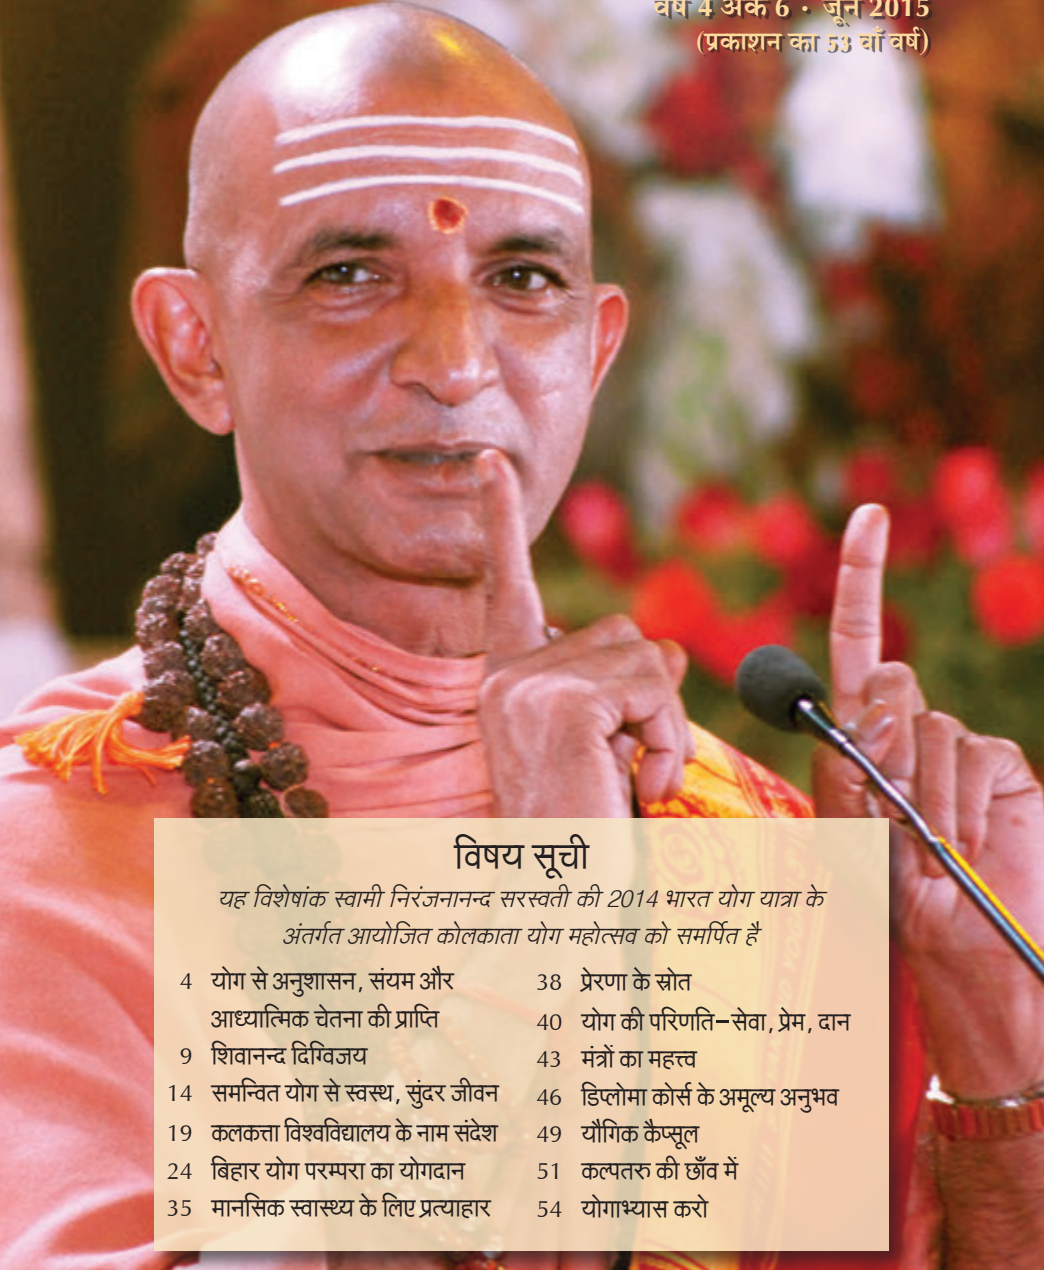 वर्ष 4 अंक 6 · जून 2015
(प्रकाशन का 53 वाँ वर्ष)
विषय सूची
यह विशेषांक स्वामी निरंजनानन्द सरस्वती की 2014 भारत योग यात्रा के
अंतर्गत आयोजित कोलकाता योग महोत्सव को समर्पित है
4 योग से अनुशासन, संयम और
आध्यात्मिक चेतना की प्राप्ति
9 शिवानन्द दिग्विजय
14 समन्वित योग से स्वस्थ, सुंदर जीवन
19 कलकत्ता विश्वविद्यालय के नाम संदेश
24 बिहार योग परम्परा का योगदान
35 मानसिक स्वास्थ्य के लिए प्रत्याहार
38 प्रेरणा के स्रोत
40 योग की परिणति–सेवा, प्रेम, दान
43 मंत्रों का महत्त्व
46 डिप्लोमा कोर्स के अमूल्य अनुभव
49 यौगिक कैप्सूल
51 कल्पतरु की छाँव में
54 योगाभ्यास करो